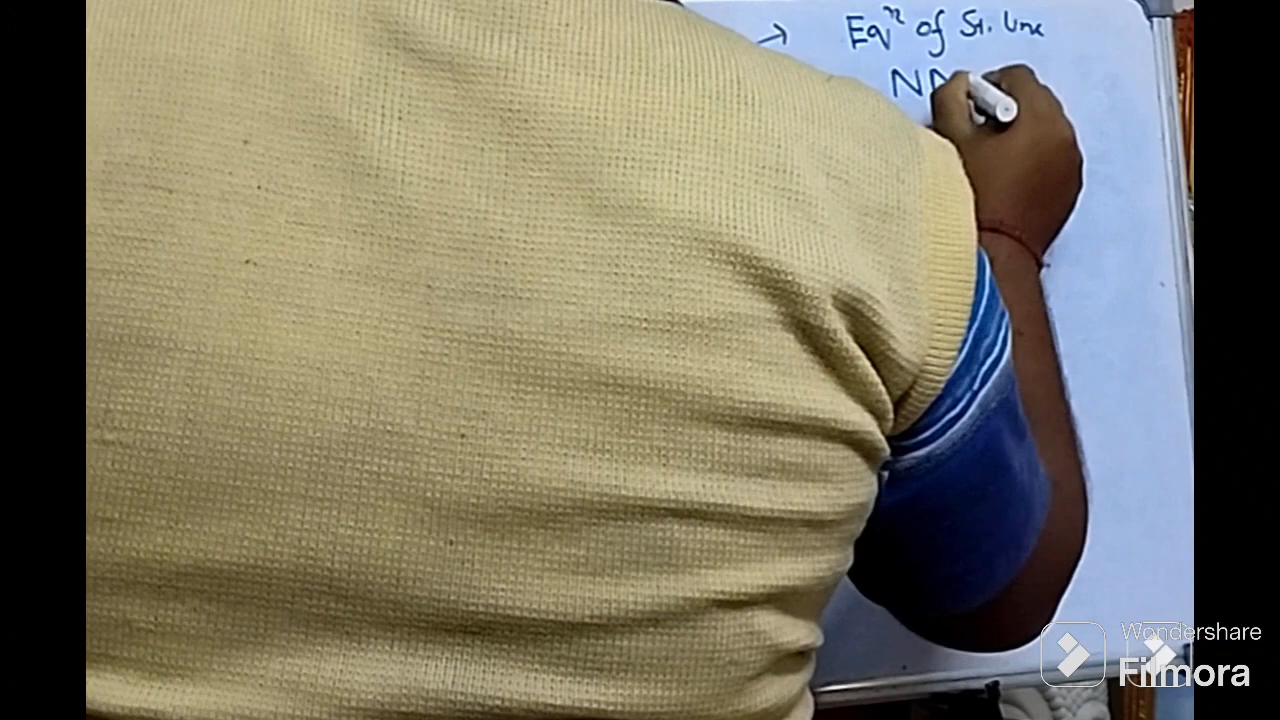 → Eqⁿ of St. line
Wondershare
Filmora